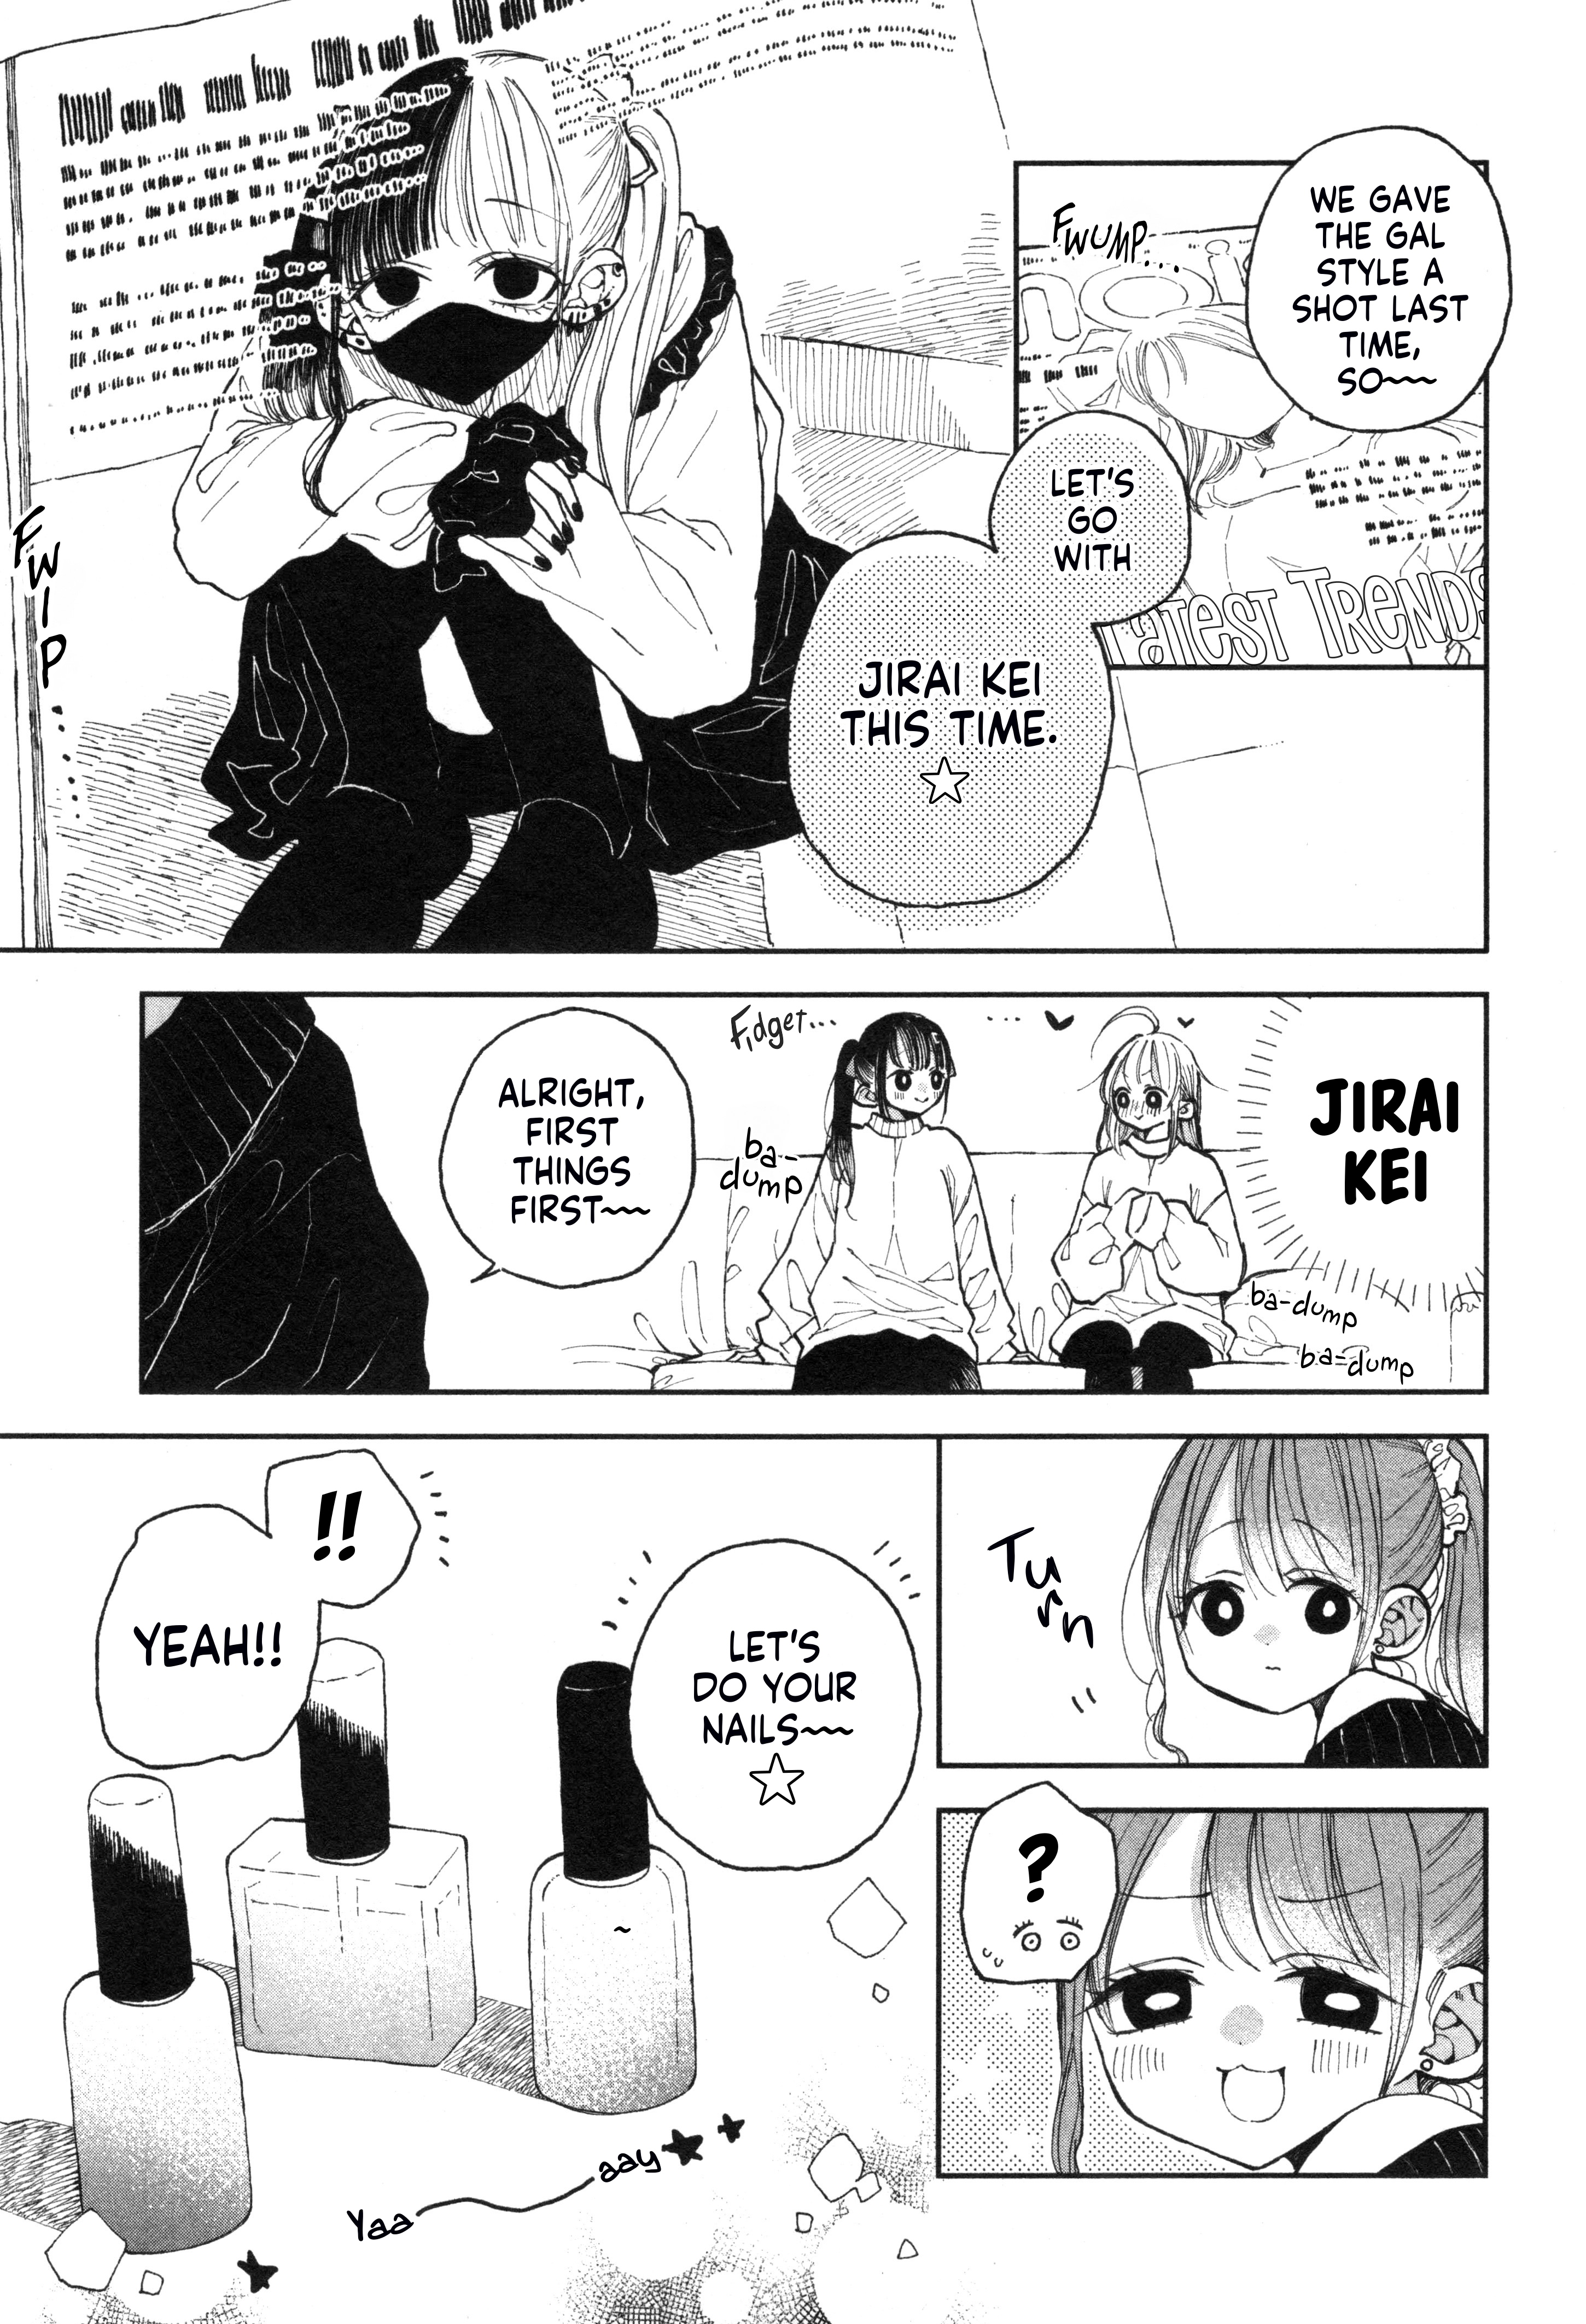 WE GAVE
THE GAL
STYLE A
SHOT LAST
TIME,
SO~~~
FWUMP...
LATEST TRENDS
LET'S
GO
WITH
JIRAI KEI
THIS TIME.
☆
FWIP.....
JIRAI
KEI
ba-dump
ba-dump
...
Fidget...
ba-
dump
ALRIGHT,
FIRST
THINGS
FIRST~~~
Turn
?
LET'S
DO YOUR
NAILS~~~
☆
!!
YEAH!!
~
Yaa
aay★★